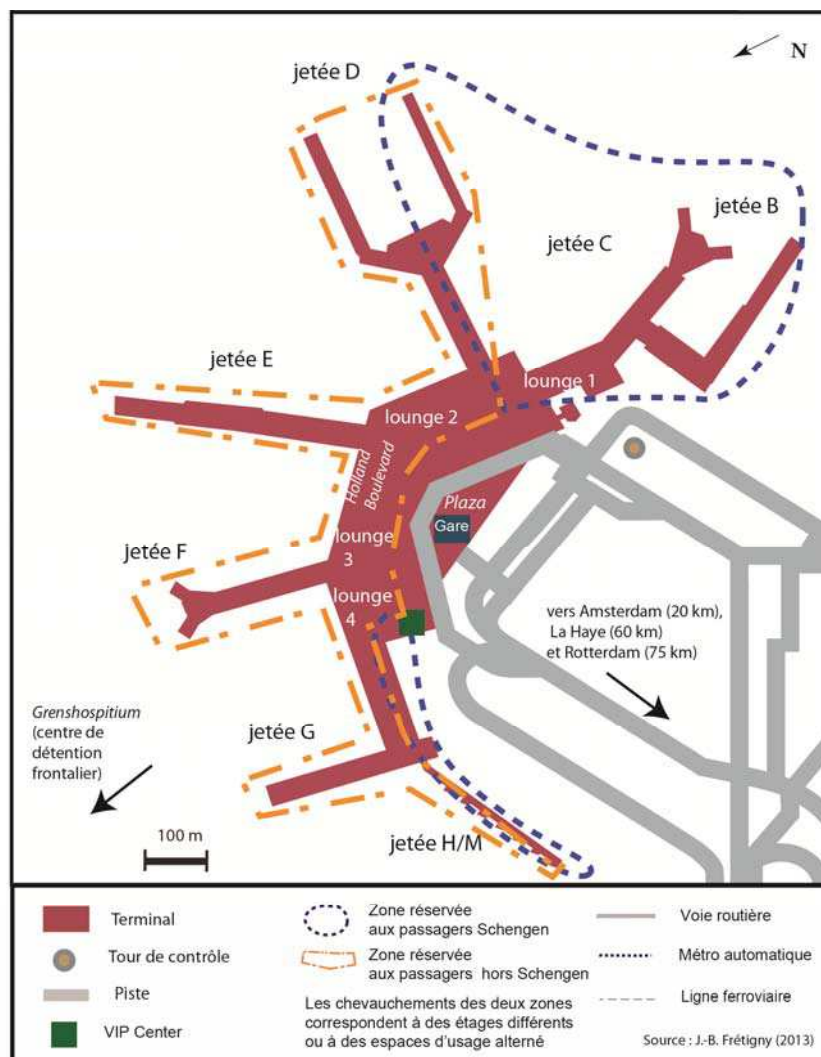 N
jetée D
jetée B
jetée C
jetée E
lounge 1
lounge 2
Holland
Boulevard
Plaza
Gare
jetée F
lounge
3
lounge
4
vers Amsterdam (20 km),
La Haye (60 km)
et Rotterdam (75 km)
Grenshospitium
(centre de
détention
frontalier)
jetée G
100 m
jetée H/M
Terminal
Tour de contrôle
Piste
VIP Center
Zone réservée
aux passagers Schengen
Zone réservée
aux passagers hors Schengen
Les chevauchements des deux zones
correspondent à des étages différents
ou à des espaces d'usage alterné
Voie routière
Métro automatique
Ligne ferroviaire
Source : J.-B. Frétigny (2013)